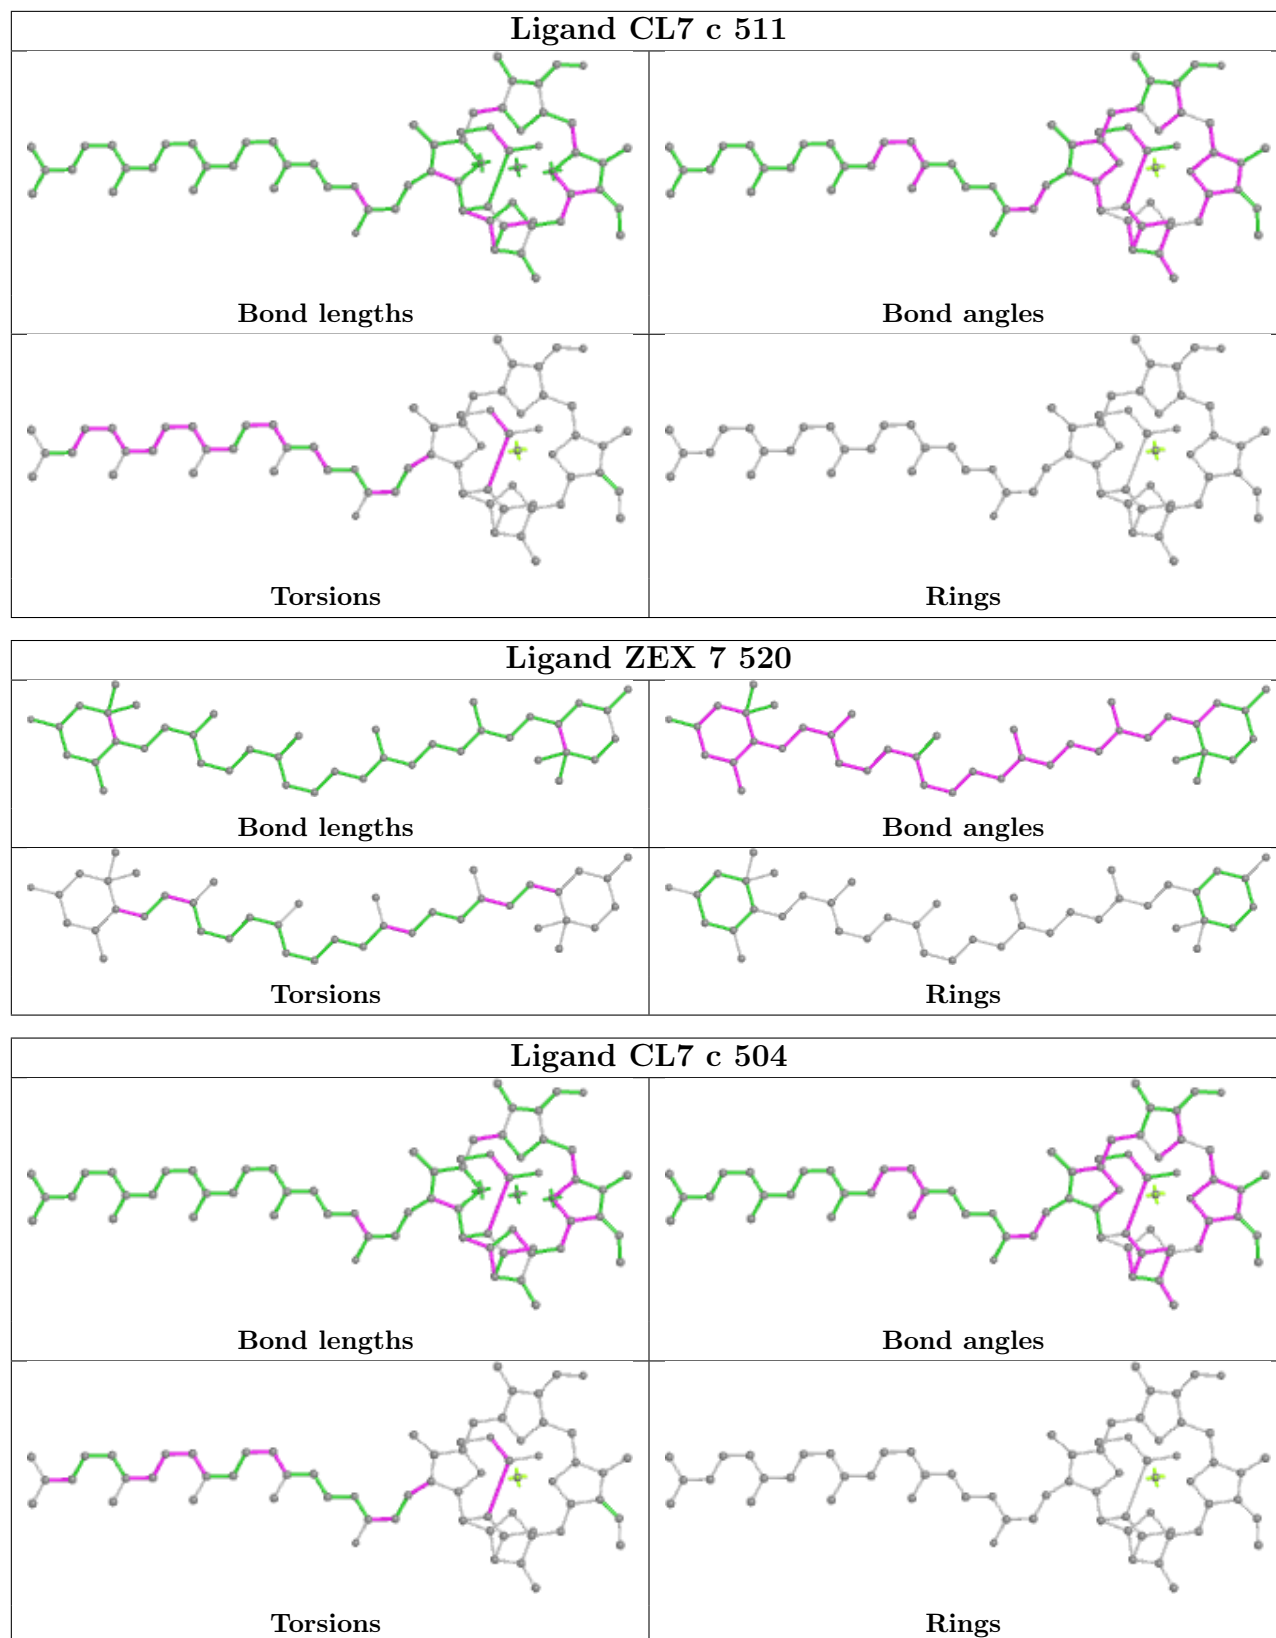 Ligand CL7 c 511
Bond lengths
Bond angles
Torsions
Rings
Ligand ZEX 7 520
Bond lengths
Bond angles
Torsions
Rings
Ligand CL7 c 504
Bond lengths
Bond angles
Torsions
Rings